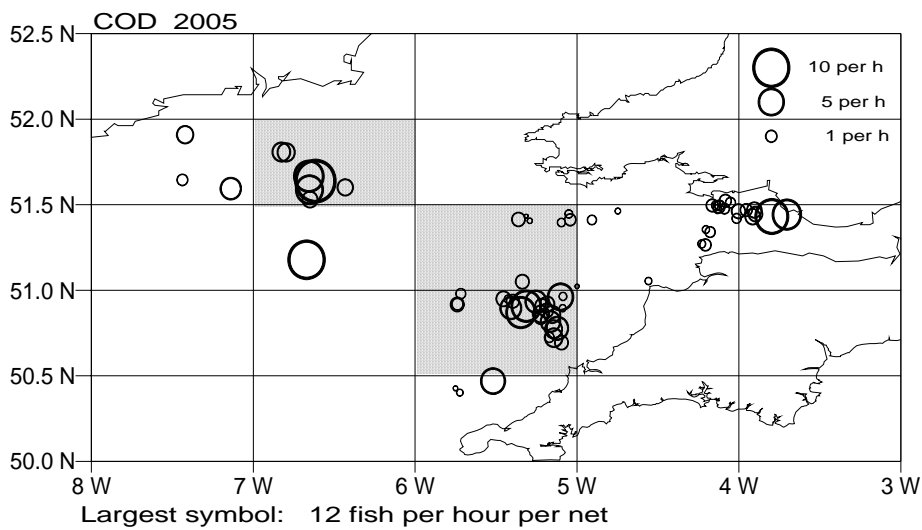 COD 2005
52.5 N
10 per h
5 per h
52.0 N
1 per h
51.5 N
51.0 N
50.5 N
50.0 N
8 W 7 W 6 W 5 W 4 W 3 W
Largest symbol: 12 fish per hour per net